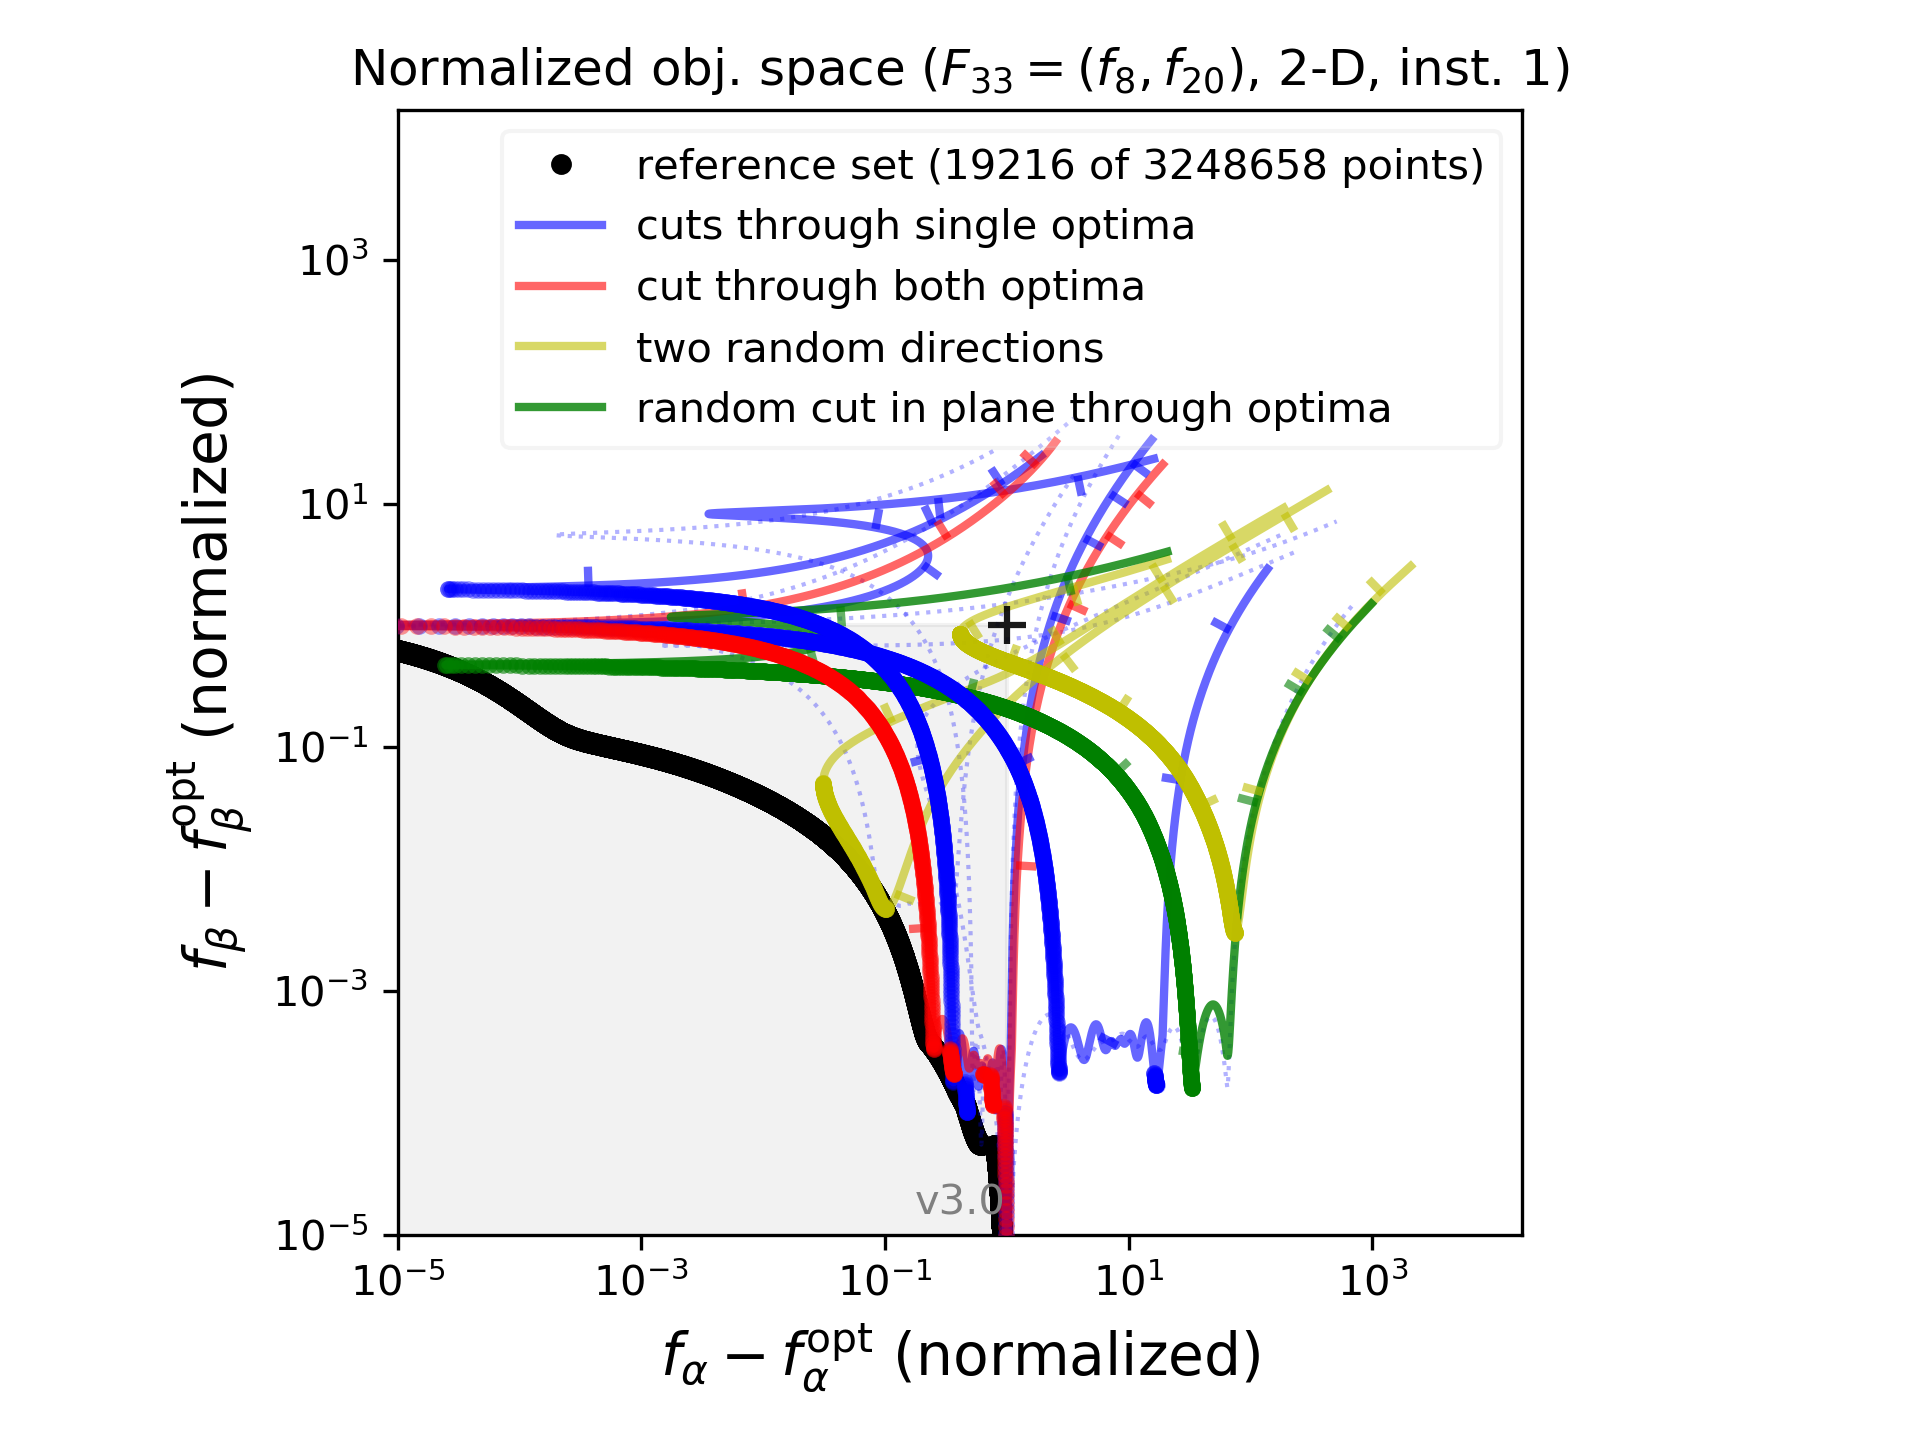 Normalized obj. space (F₃₃ = (f₈, f₂₀), 2-D, inst. 1)
reference set (19216 of 3248658 points)
cuts through single optima
cut through both optima
two random directions
random cut in plane through optima
10³
10¹
10⁻¹
10⁻³
10⁻⁵
f_β − f_β^opt (normalized)
v3.0
10⁻⁵ 10⁻³ 10⁻¹ 10¹ 10³
f_α − f_α^opt (normalized)